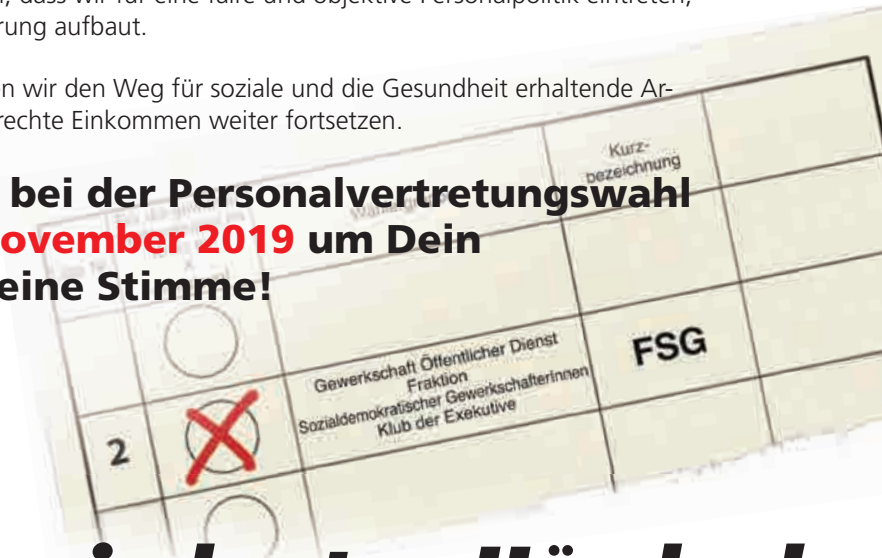 dass wir für eine faire und objektive Personalpolitik eintreten,
rung aufbaut.
en wir den Weg für soziale und die Gesundheit erhaltende Ar-
rechte Einkommen weiter fortsetzen.
bei der Personalvertretungswahl
ovember 2019 um Dein
eine Stimme!
Kurz-
bezeichnung
2
Gewerkschaft Öffentlicher Dienst
Fraktion
Sozialdemokratischer GewerkschafterInnen
Klub der Exekutive
FSG